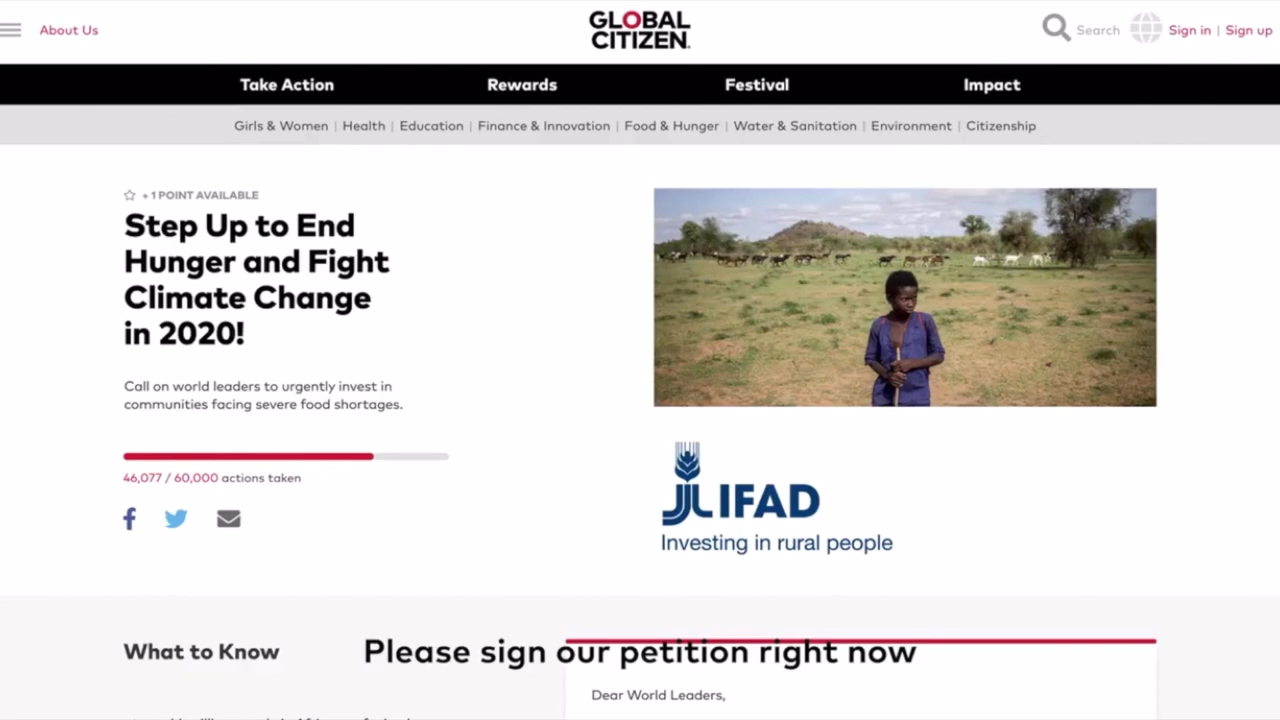 About Us
GLOBAL
CITIZEN.
Search
Sign in | Sign up
Take Action Rewards Festival Impact
Girls & Women | Health | Education | Finance & Innovation | Food & Hunger | Water & Sanitation | Environment | Citizenship
+ 1 POINT AVAILABLE
Step Up to End
Hunger and Fight
Climate Change
in 2020!
Call on world leaders to urgently invest in
communities facing severe food shortages.
46,077 / 60,000 actions taken
IFAD
Investing in rural people
What to Know
Please sign our petition right now
Dear World Leaders,